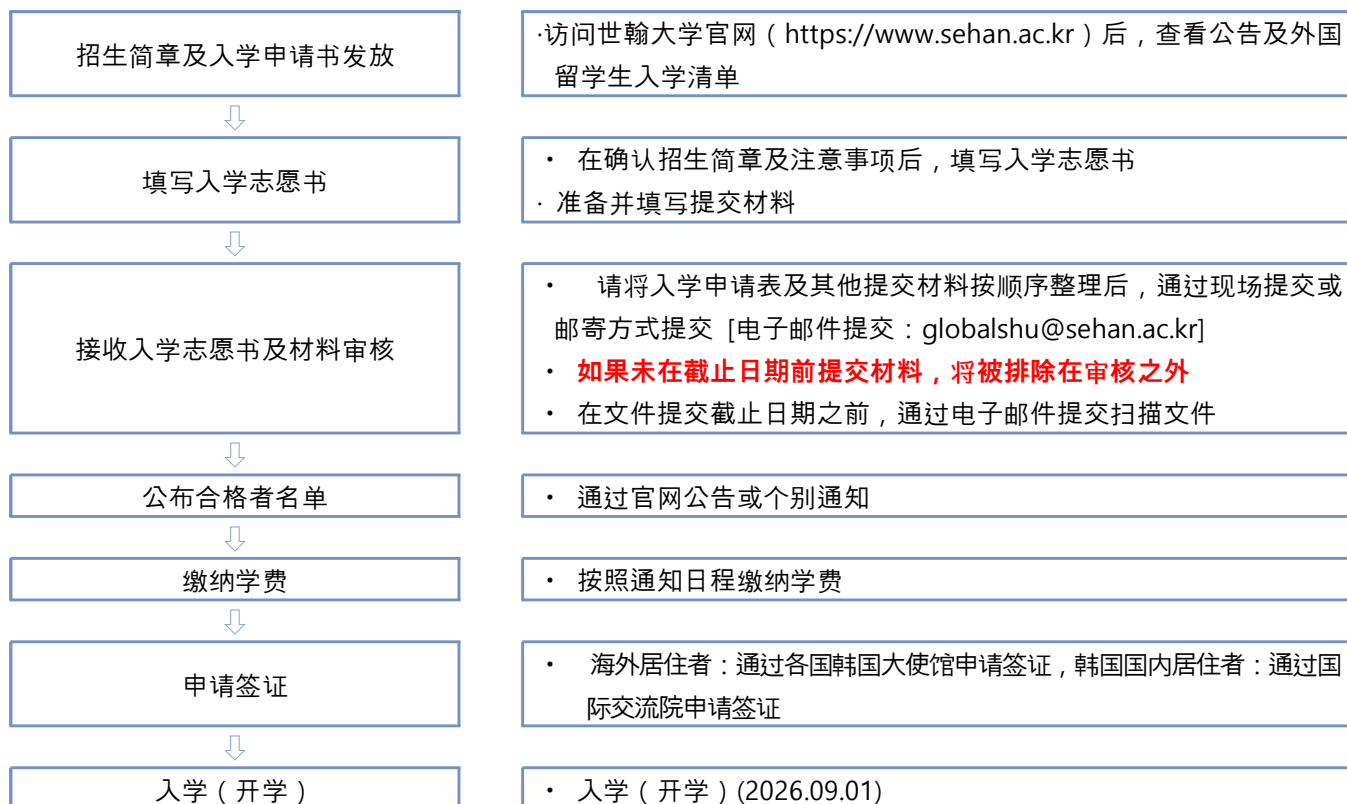 招生简章及入学申请书发放
·访问世翰大学官网（https://www.sehan.ac.kr）后，查看公告及外国
留学生入学清单
填写入学志愿书
・ 在确认招生简章及注意事项后，填写入学志愿书
· 准备并填写提交材料
接收入学志愿书及材料审核
・ 请将入学申请表及其他提交材料按顺序整理后，通过现场提交或
邮寄方式提交 [电子邮件提交：globalshu@sehan.ac.kr]
・ 如果未在截止日期前提交材料，将被排除在审核之外
・ 在文件提交截止日期之前，通过电子邮件提交扫描文件
公布合格者名单
・ 通过官网公告或个别通知
缴纳学费
・ 按照通知日程缴纳学费
申请签证
・ 海外居住者：通过各国韩国大使馆申请签证，韩国国内居住者：通过国
际交流院申请签证
入学（开学）
・ 入学（开学）(2026.09.01)